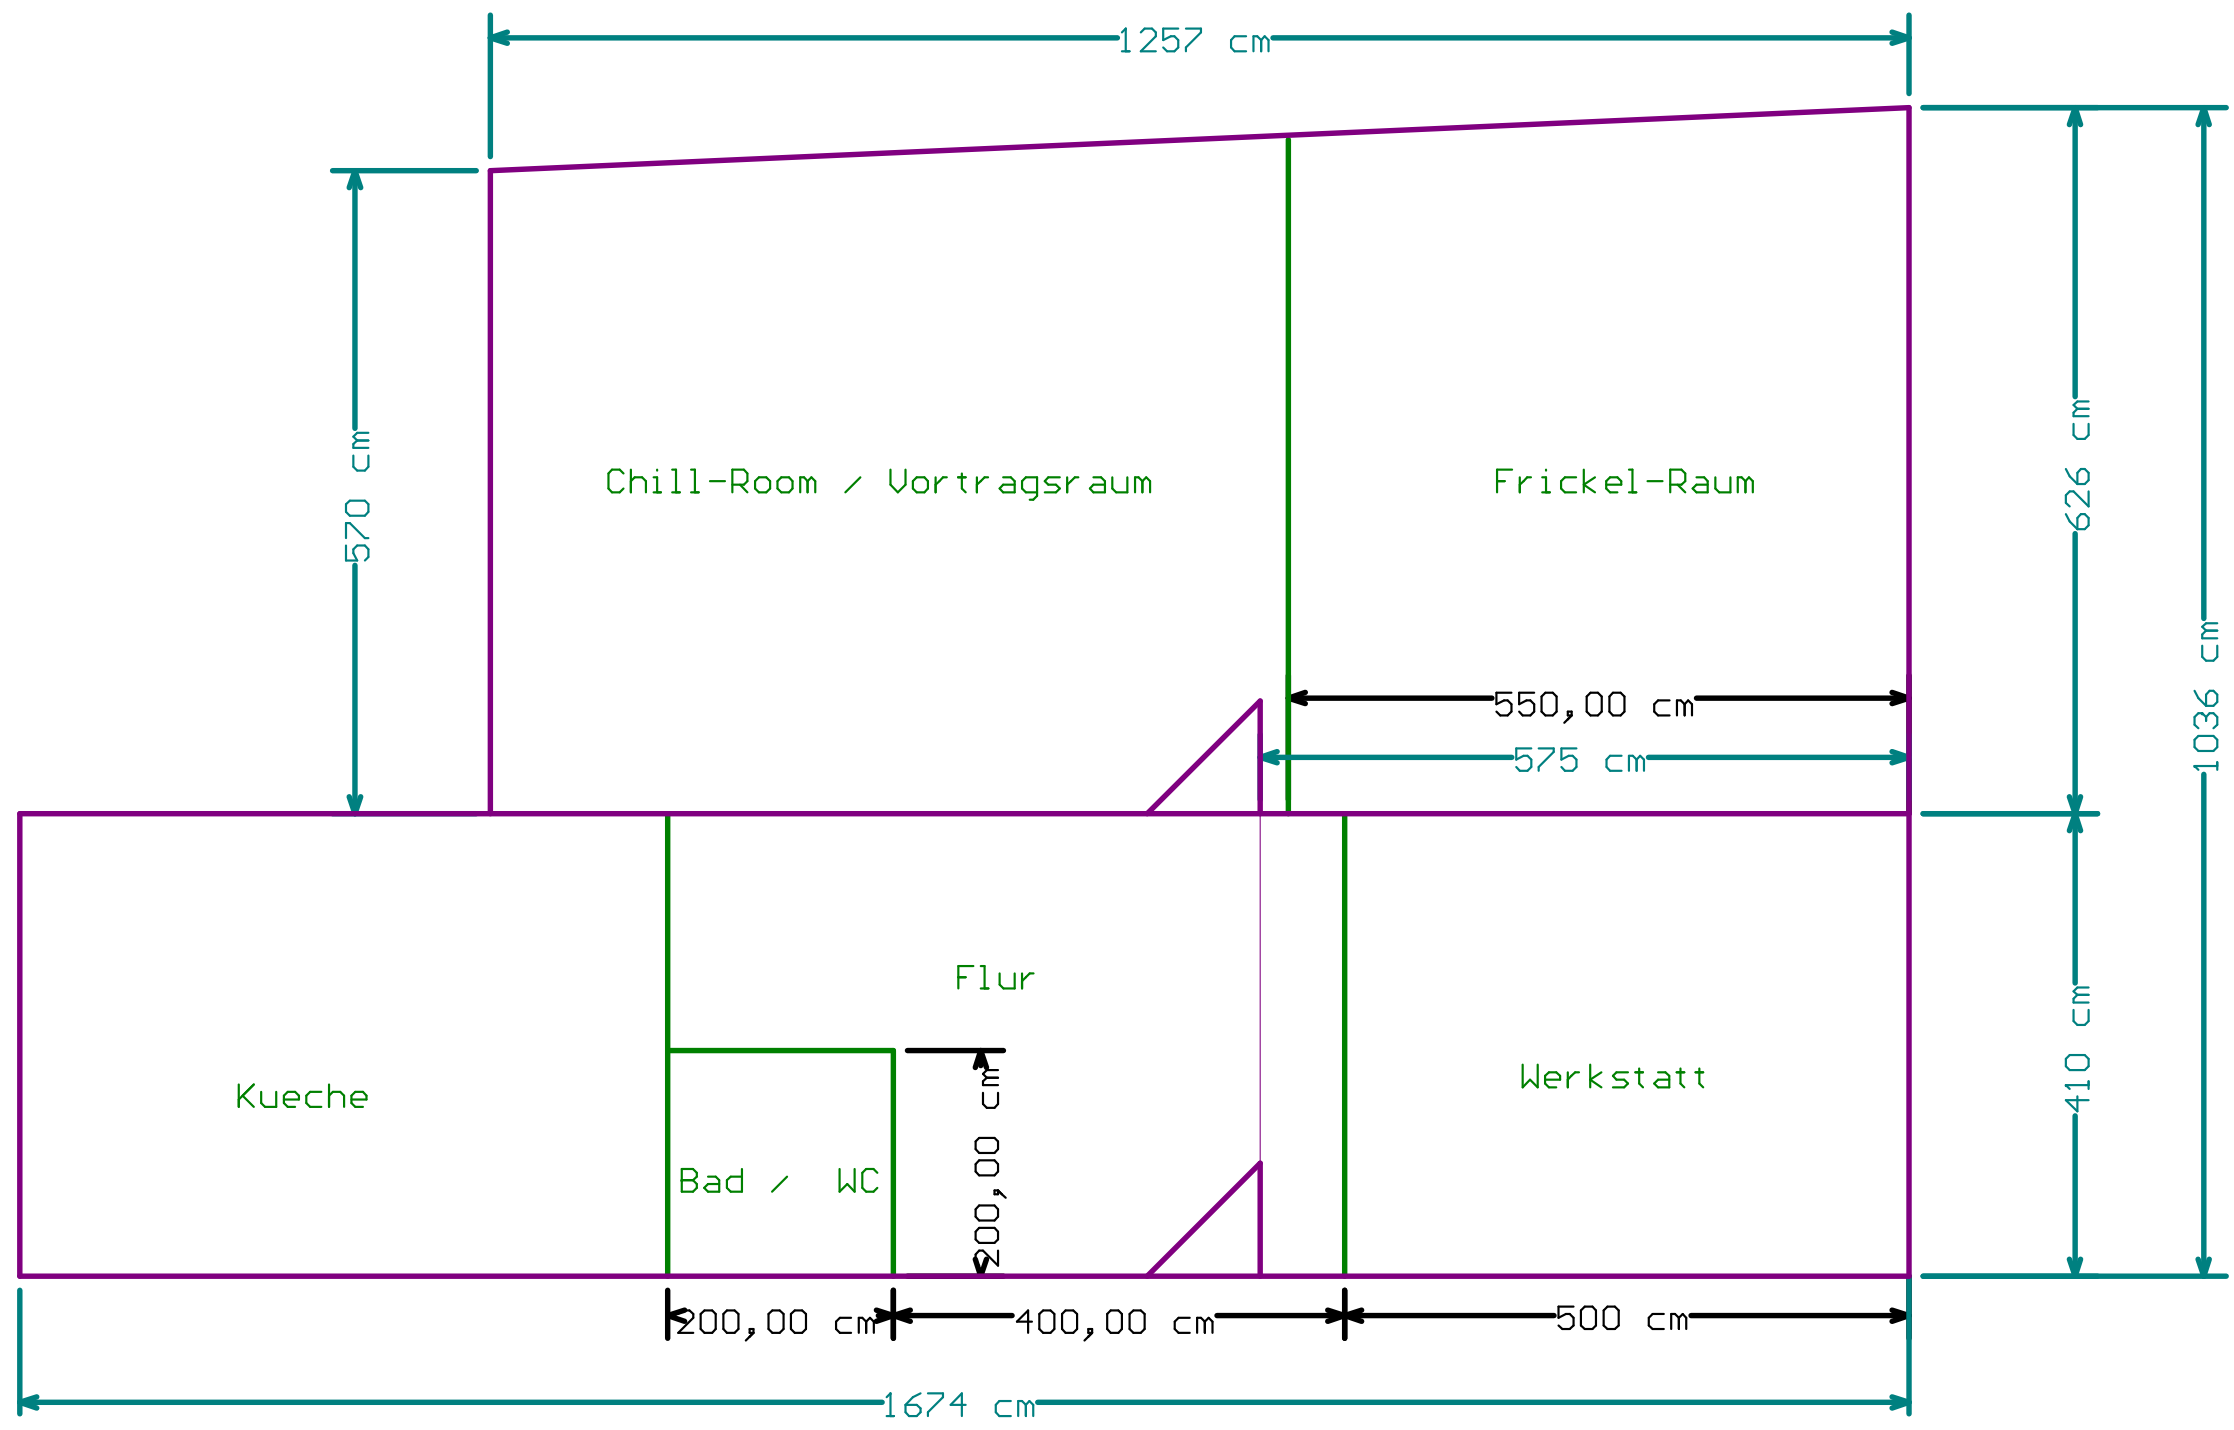 1257 cm
570 cm
626 cm
Chill-Room / Vortragsraum
Frickel-Raum
1036 cm
550,00 cm
575 cm
Flur
410 cm
Kueche
Werkstatt
200,00 cm
Bad / WC
200,00 cm
400,00 cm
500 cm
1674 cm